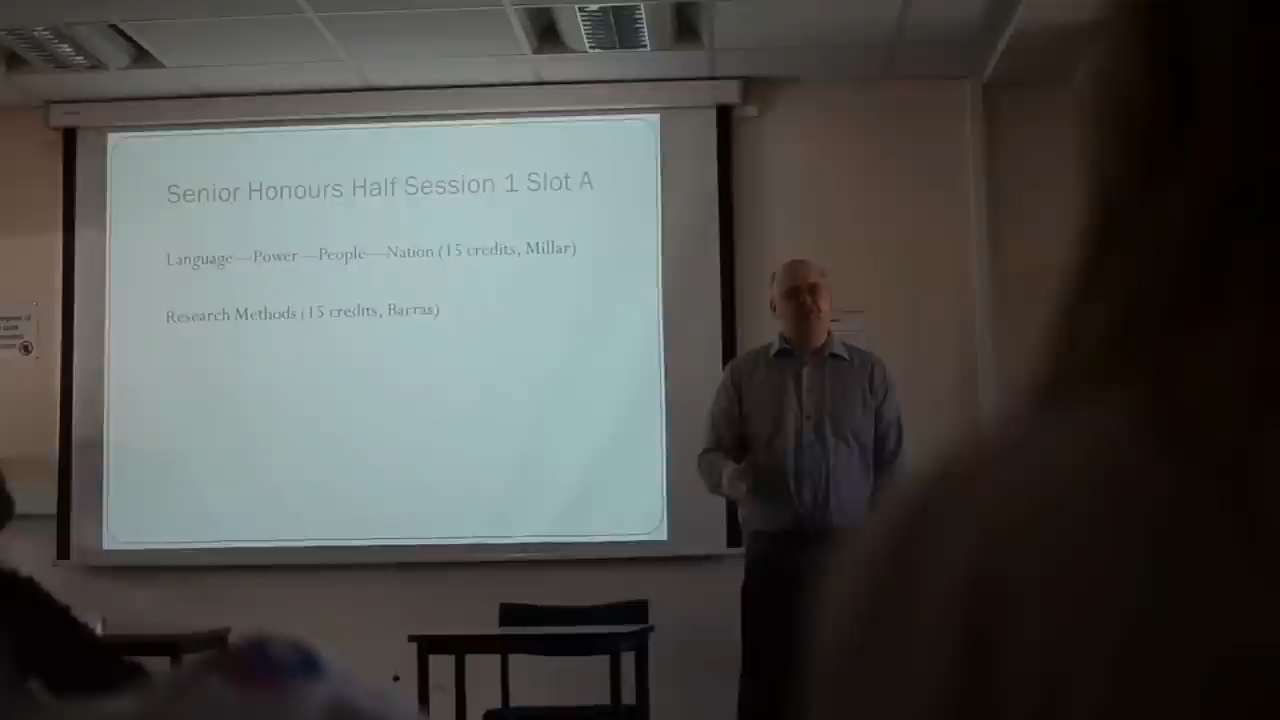 Senior Honours Half Session 1 Slot A
Language—Power—People—Nation (15 credits, Millar)
Research Methods (15 credits, Barras)